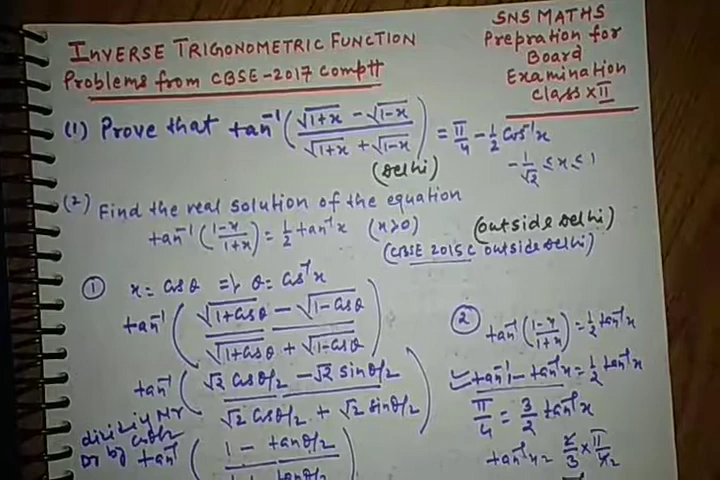 INVERSE TRIGONOMETRIC FUNCTION
Problems from CBSE-2017 Comptt
SNS MATHS
Prepration for
Board
Examination
Class XII
(1) Prove that tan⁻¹( (√1+x − √1−x) / (√1+x + √1−x) ) = π/4 − 1/2 cos⁻¹x
(Delhi)
−1/√2 ≤ x ≤ 1
(2) Find the real solution of the equation
tan⁻¹(1−x / 1+x) = 1/2 tan⁻¹x (x>0) (outside Delhi)
(CBSE 2015C outside Delhi)
① x = cosθ ⇒ θ = cos⁻¹x
tan⁻¹( (√1+cosθ − √1−cosθ) / (√1+cosθ + √1−cosθ) )
tan⁻¹( (√2 cosθ/2 − √2 sinθ/2) / (√2 cosθ/2 + √2 sinθ/2) )
dividing Nr
Dr by cosθ/2
tan⁻¹( 1 − tanθ/2 / 1 + tanθ/2 )
② tan⁻¹(1−x / 1+x) = 1/2 tan⁻¹x
tan⁻¹1 − tan⁻¹x = 1/2 tan⁻¹x
π/4 = 3/2 tan⁻¹x
tan⁻¹x = 2/3 × π/42